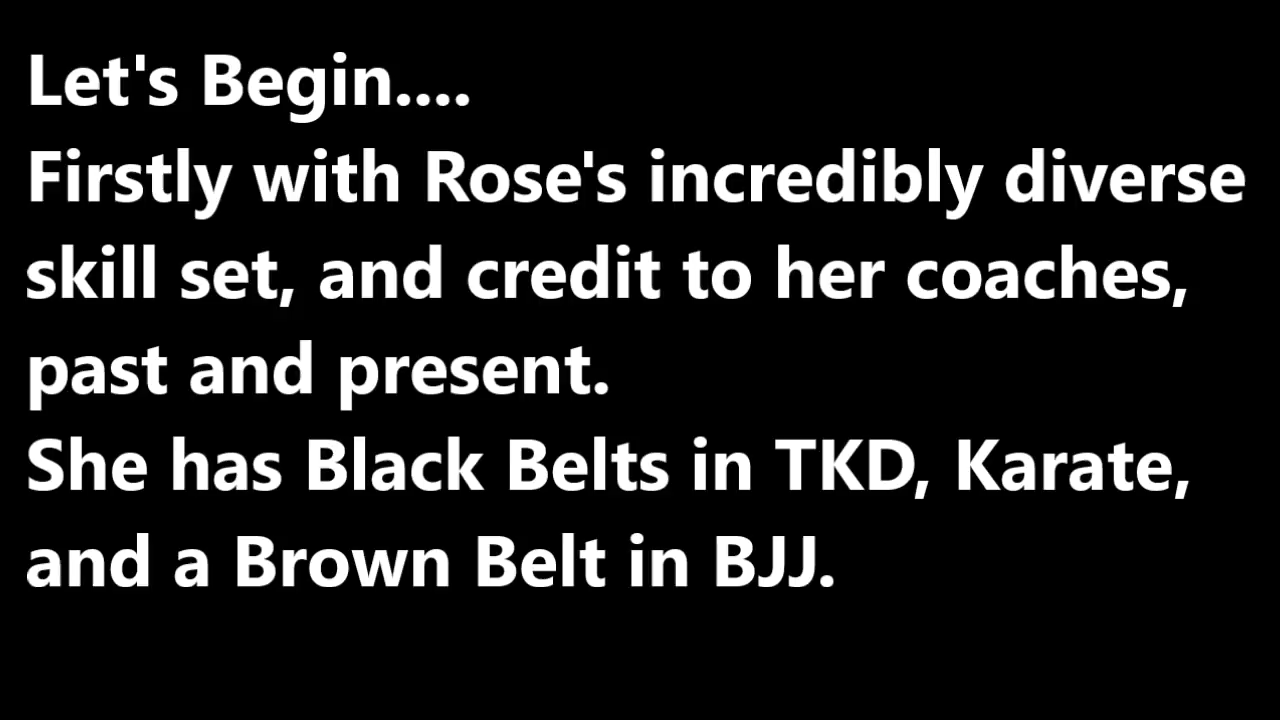 Let's Begin....
Firstly with Rose's incredibly diverse
skill set, and credit to her coaches,
past and present.
She has Black Belts in TKD, Karate,
and a Brown Belt in BJJ.